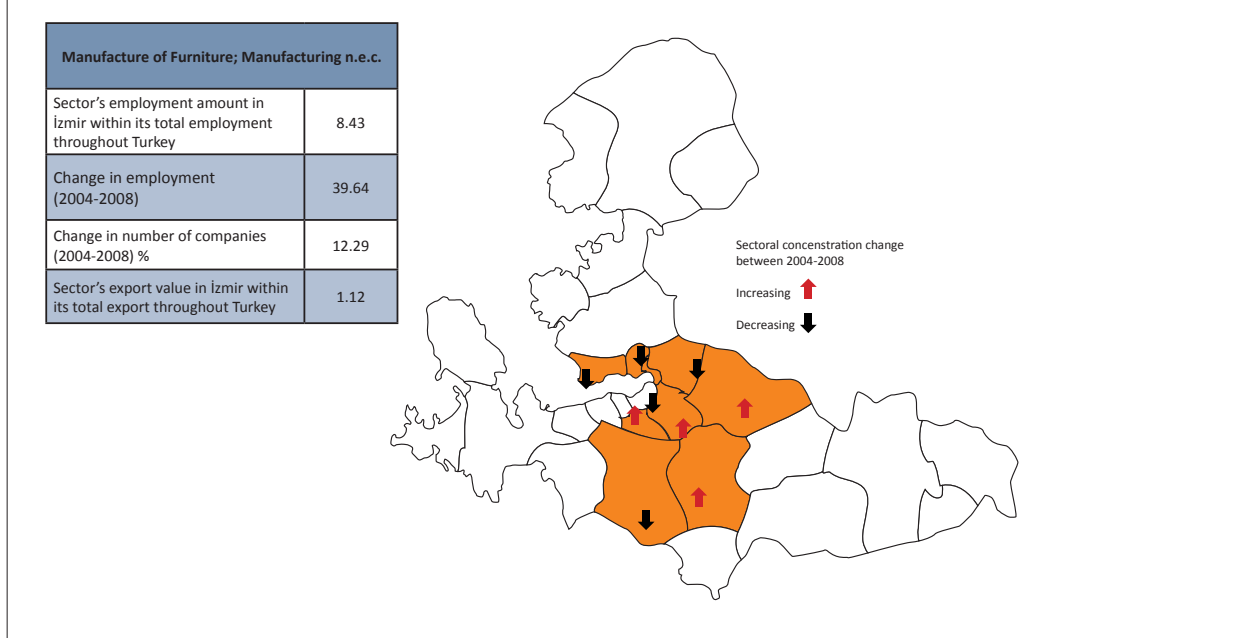 Manufacture of Furniture; Manufacturing n.e.c.
Sector's employment amount in
İzmir within its total employment
throughout Turkey
8.43
Change in employment
(2004-2008)
39.64
Change in number of companies
(2004-2008) %
12.29
Sector's export value in İzmir within
its total export throughout Turkey
1.12
Sectoral concenstration change
between 2004-2008
Increasing
Decreasing